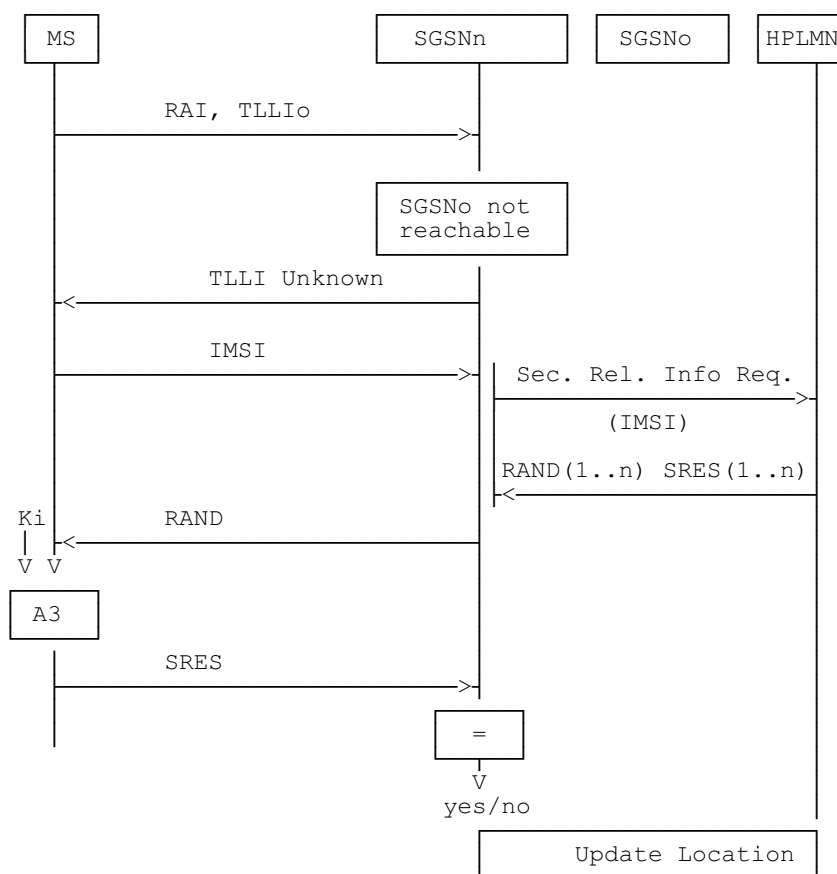 MS SGSNn SGSNo HPLMN
RAI, TLLIo
SGSNo not
reachable
TLLI Unknown
IMSI
Sec. Rel. Info Req.
(IMSI)
RAND(1..n) SRES(1..n)
Ki RAND
V V
A3
SRES
=
V
yes/no
Update Location